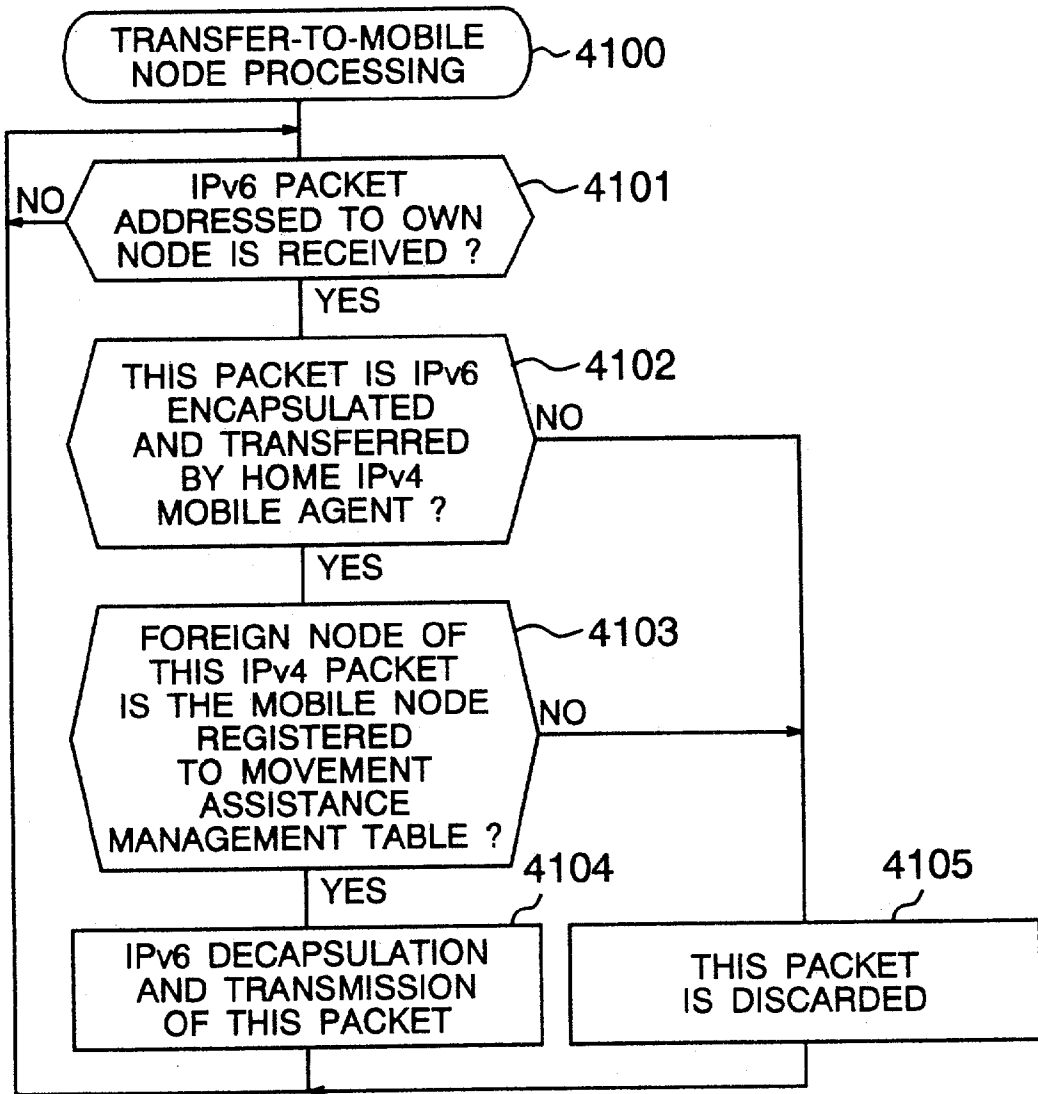 TRANSFER-TO-MOBILE
NODE PROCESSING
4100
IPv6 PACKET
ADDRESSED TO OWN
NODE IS RECEIVED ?
4101
NO
YES
THIS PACKET IS IPv6
ENCAPSULATED
AND TRANSFERRED
BY HOME IPv4
MOBILE AGENT ?
4102
NO
YES
FOREIGN NODE OF
THIS IPv4 PACKET
IS THE MOBILE NODE
REGISTERED
TO MOVEMENT
ASSISTANCE
MANAGEMENT TABLE ?
4103
NO
YES
4104
IPv6 DECAPSULATION
AND TRANSMISSION
OF THIS PACKET
4105
THIS PACKET
IS DISCARDED